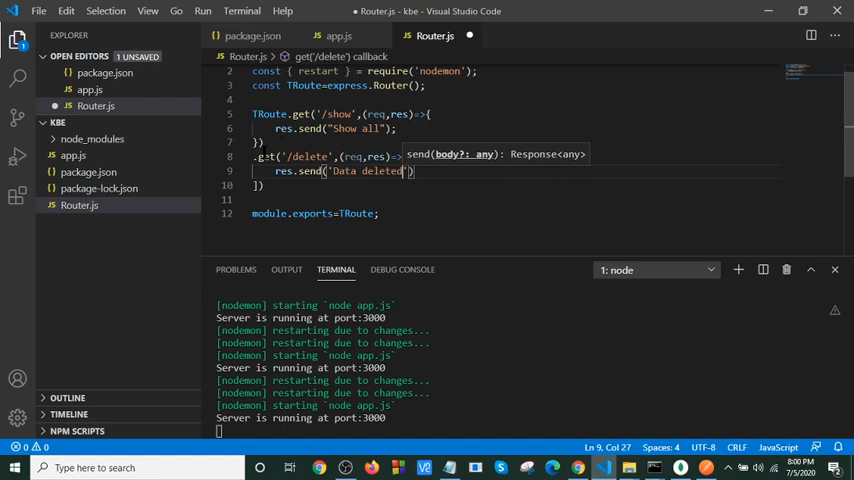 File Edit Selection View Go Run Terminal Help
● Router.js - kbe - Visual Studio Code
EXPLORER
package.json
app.js
Router.js ●
OPEN EDITORS 1 UNSAVED
package.json
app.js
● Router.js
KBE
node_modules
app.js
package.json
package-lock.json
Router.js
OUTLINE
TIMELINE
NPM SCRIPTS
Router.js > get('/delete') callback
2 const { restart } = require('nodemon');
3 const TRoute=express.Router();
4
5 TRoute.get('/show',(req,res)=>{
6 res.send("Show all");
7 })
8 .get('/delete',(req,res)=>
send(body?: any): Response<any>
9 res.send('Data deleted')
10 })
11
12 module.exports=TRoute;
PROBLEMS OUTPUT TERMINAL DEBUG CONSOLE 1: node
[nodemon] starting `node app.js`
Server is running at port:3000
[nodemon] restarting due to changes...
[nodemon] restarting due to changes...
[nodemon] starting `node app.js`
Server is running at port:3000
[nodemon] restarting due to changes...
[nodemon] restarting due to changes...
[nodemon] starting `node app.js`
Server is running at port:3000
0 0 Ln 9, Col 27 Spaces: 4 UTF-8 CRLF JavaScript
Type here to search
8:00 PM
7/5/2020